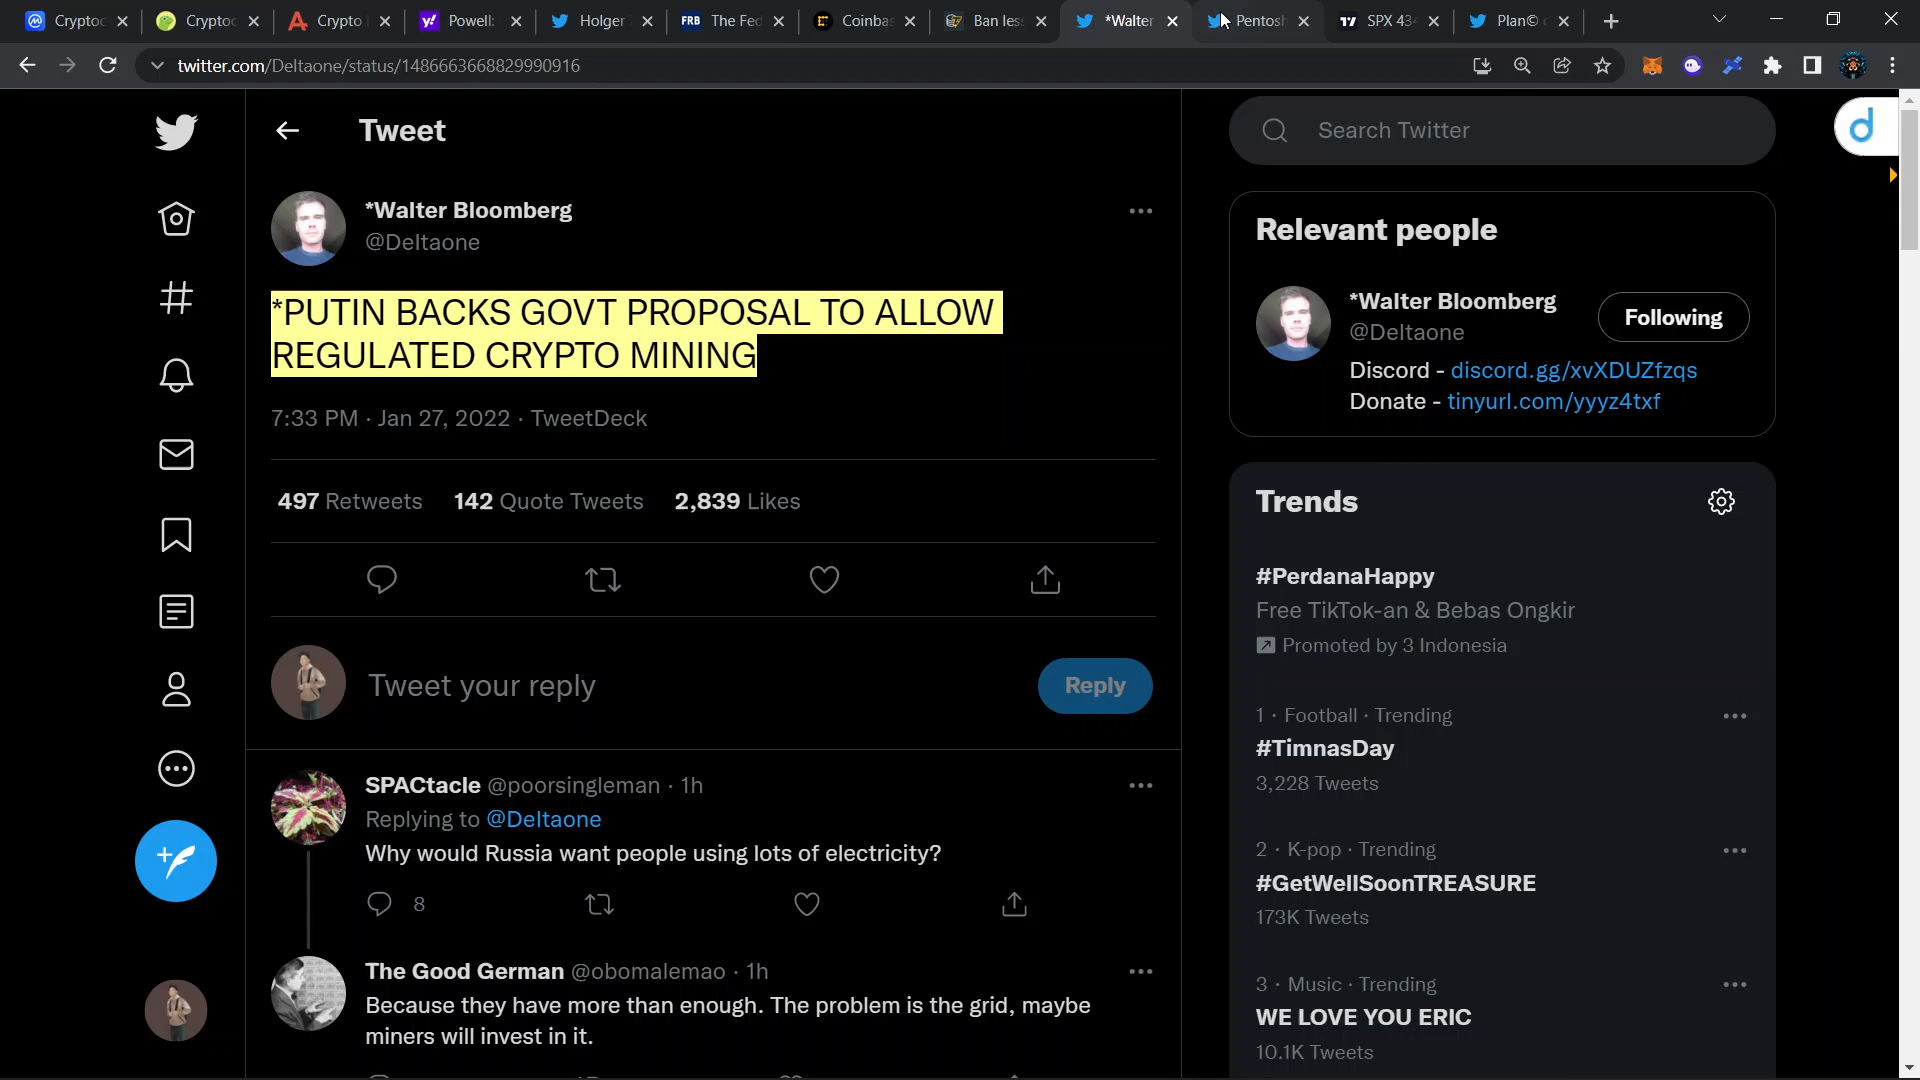 Cryptoc
Cryptoc
Crypto
Powell:
Holger
FRB The Fed
Coinbas
Ban less
*Walter
Pentosh
SPX 434
Plan©
twitter.com/Deltaone/status/1486663668829990916
Tweet
*Walter Bloomberg
@Deltaone
*PUTIN BACKS GOVT PROPOSAL TO ALLOW
REGULATED CRYPTO MINING
7:33 PM · Jan 27, 2022 · TweetDeck
497 Retweets 142 Quote Tweets 2,839 Likes
Tweet your reply
Reply
SPACtacle @poorsingleman · 1h
Replying to @Deltaone
Why would Russia want people using lots of electricity?
8
The Good German @obomalemao · 1h
Because they have more than enough. The problem is the grid, maybe
miners will invest in it.
Search Twitter
Relevant people
*Walter Bloomberg
@Deltaone
Following
Discord - discord.gg/xvXDUZfzqs
Donate - tinyurl.com/yyyz4txf
Trends
#PerdanaHappy
Free TikTok-an & Bebas Ongkir
Promoted by 3 Indonesia
1 · Football · Trending
#TimnasDay
3,228 Tweets
2 · K-pop · Trending
#GetWellSoonTREASURE
173K Tweets
3 · Music · Trending
WE LOVE YOU ERIC
10.1K Tweets